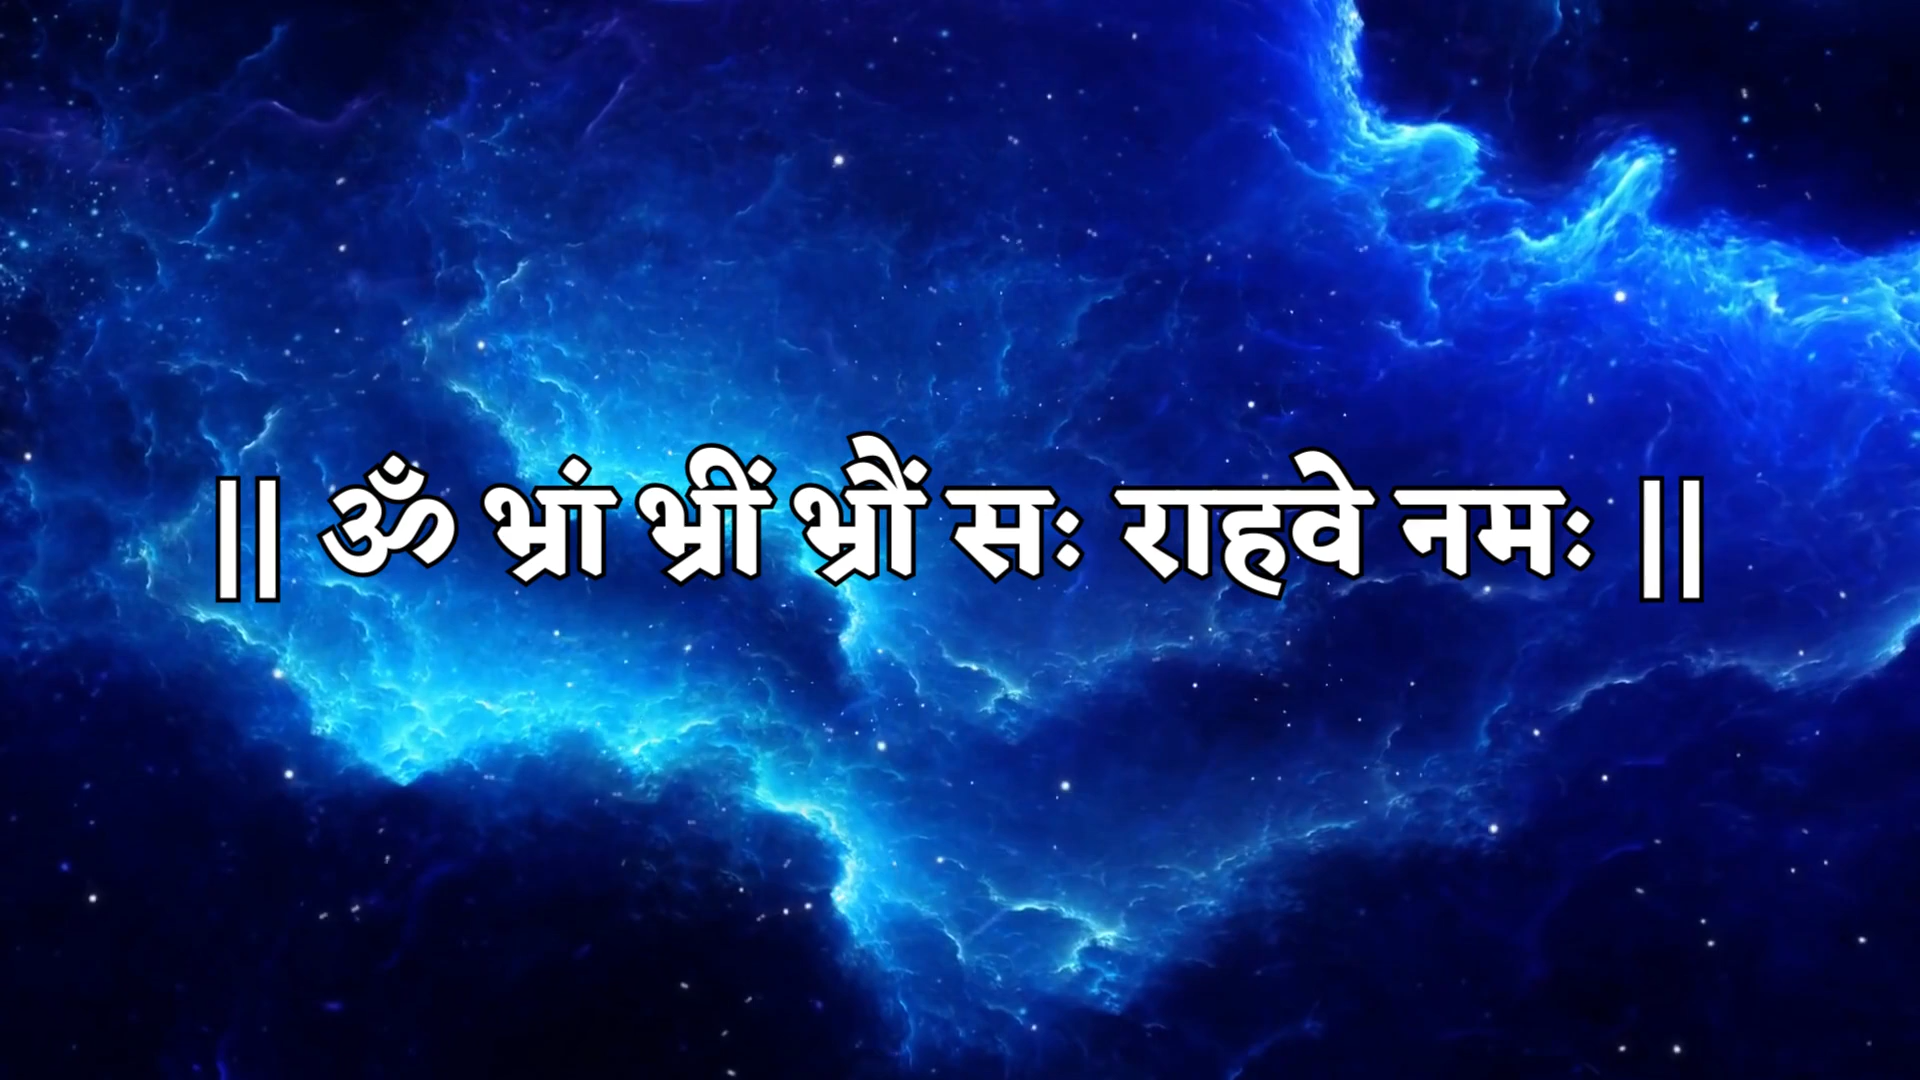 || ॐ भ्रां भ्रीं भ्रौं सः राहवे नमः ||